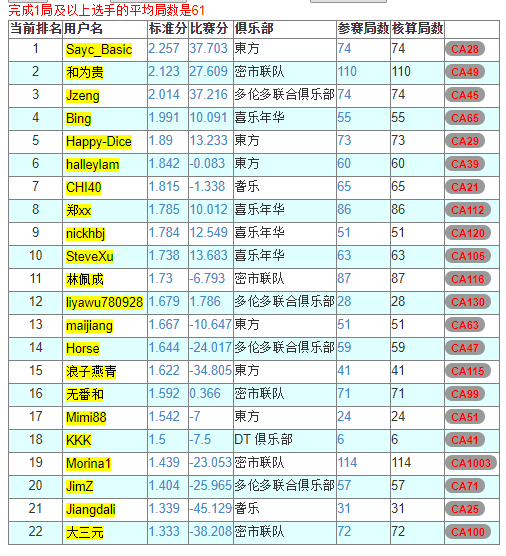 完成1局及以上选手的平均局数是61
当前排名 用户名 标准分 比赛分 俱乐部 参赛局数 核算局数
1 Sayc_Basic 2.257 37.703 東方 74 74 CA28
2 和为贵 2.123 27.609 密市联队 110 110 CA49
3 Jzeng 2.014 37.216 多伦多联合俱乐部 74 74 CA45
4 Bing 1.991 10.091 喜乐年华 55 55 CA65
5 Happy-Dice 1.89 13.233 東方 73 73 CA29
6 halleylam 1.842 -0.083 東方 60 60 CA39
7 CHI40 1.815 -1.338 耆乐 65 65 CA21
8 郑xx 1.785 10.012 喜乐年华 86 86 CA112
9 nickhbj 1.784 12.549 喜乐年华 51 51 CA120
10 SteveXu 1.738 13.683 喜乐年华 63 63 CA105
11 林佩成 1.73 -6.793 密市联队 87 87 CA116
12 liyawu780928 1.679 1.786 多伦多联合俱乐部 28 28 CA130
13 maijiang 1.667 -10.647 東方 51 51 CA63
14 Horse 1.644 -24.017 多伦多联合俱乐部 59 59 CA47
15 浪子燕青 1.622 -34.805 東方 41 41 CA115
16 无番和 1.592 0.366 密市联队 71 71 CA99
17 Mimi88 1.542 -7 東方 24 24 CA51
18 KKK 1.5 -7.5 DT 俱乐部 6 6 CA41
19 Morina1 1.439 -23.053 密市联队 114 114 CA1003
20 JimZ 1.404 -25.965 多伦多联合俱乐部 57 57 CA71
21 Jiangdali 1.339 -45.129 耆乐 31 31 CA25
22 大三元 1.333 -38.208 密市联队 72 72 CA100